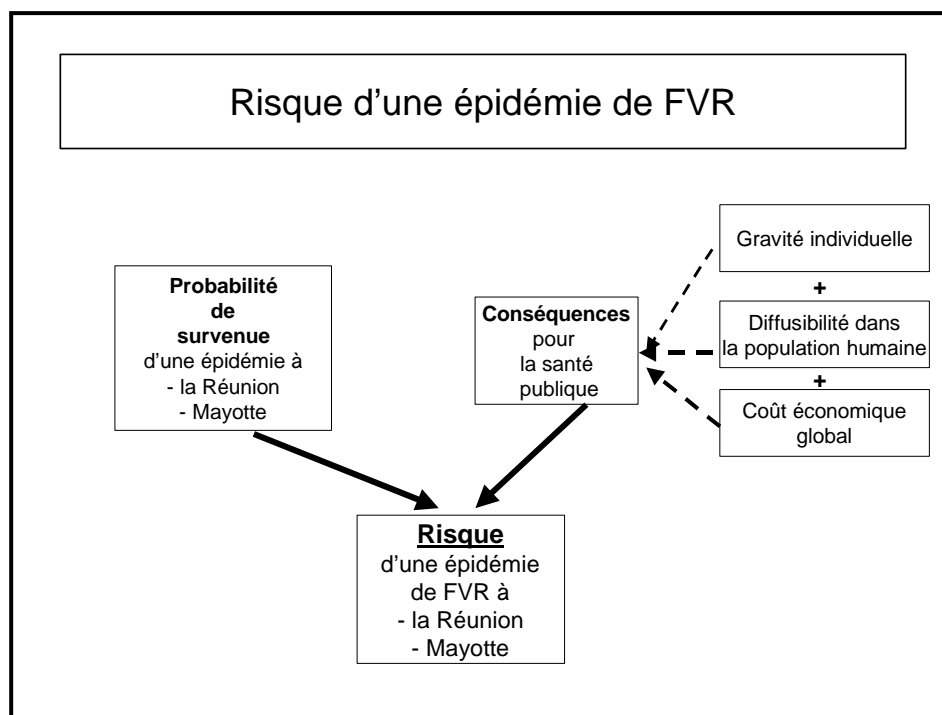 Risque d'une épidémie de FVR
Probabilité
de
survenue
d'une épidémie à
- la Réunion
- Mayotte
Conséquences
pour
la santé
publique
Gravité individuelle
+
Diffusibilité dans
la population humaine
+
Coût économique
global
Risque
d'une épidémie
de FVR à
- la Réunion
- Mayotte